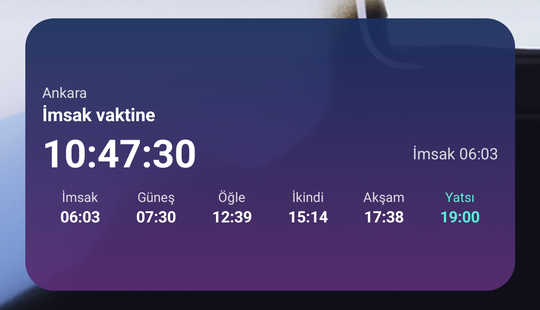 Ankara
İmsak vaktine
10:47:30
İmsak 06:03
İmsak Güneş Öğle İkindi Akşam Yatsı
06:03 07:30 12:39 15:14 17:38 19:00